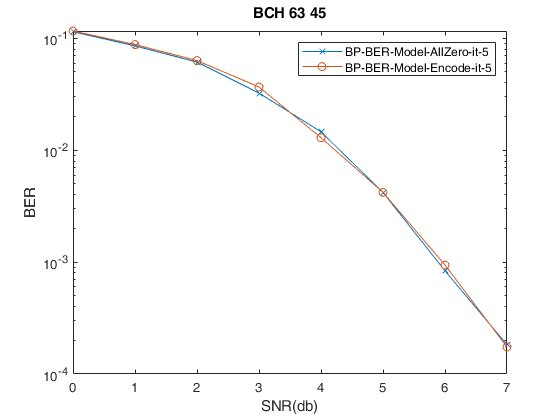 BCH 63 45
BP-BER-Model-AllZero-it-5
BP-BER-Model-Encode-it-5
10-1
10-2
10-3
10-4
BER
0 1 2 3 4 5 6 7
SNR(db)